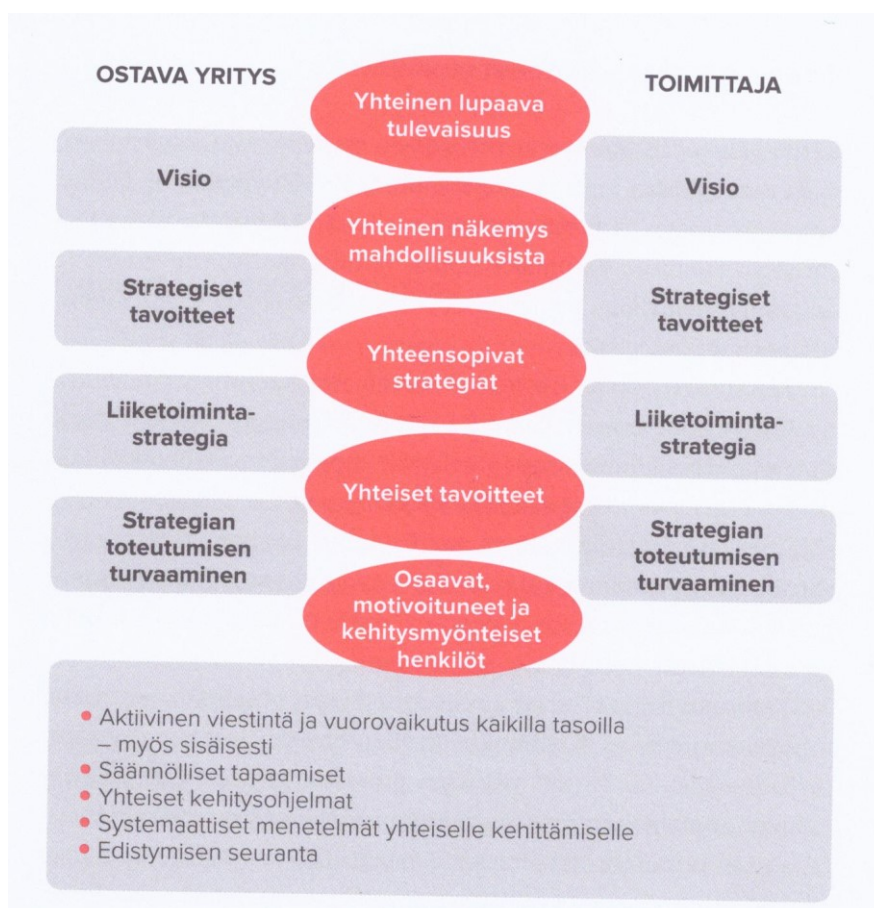 OSTAVA YRITYS
TOIMITTAJA
Yhteinen lupaava
tulevaisuus
Visio
Visio
Yhteinen näkemys
mahdollisuuksista
Strategiset
tavoitteet
Strategiset
tavoitteet
Yhteensopivat
strategiat
Liiketoiminta-
strategia
Liiketoiminta-
strategia
Yhteiset tavoitteet
Strategian
toteutumisen
turvaaminen
Strategian
toteutumisen
turvaaminen
Osaavat,
motivoituneet ja
kehitysmyönteiset
henkilöt
• Aktiivinen viestintä ja vuorovaikutus kaikilla tasoilla
– myös sisäisesti
• Säännölliset tapaamiset
• Yhteiset kehitysohjelmat
• Systemaattiset menetelmät yhteiselle kehittämiselle
• Edistymisen seuranta